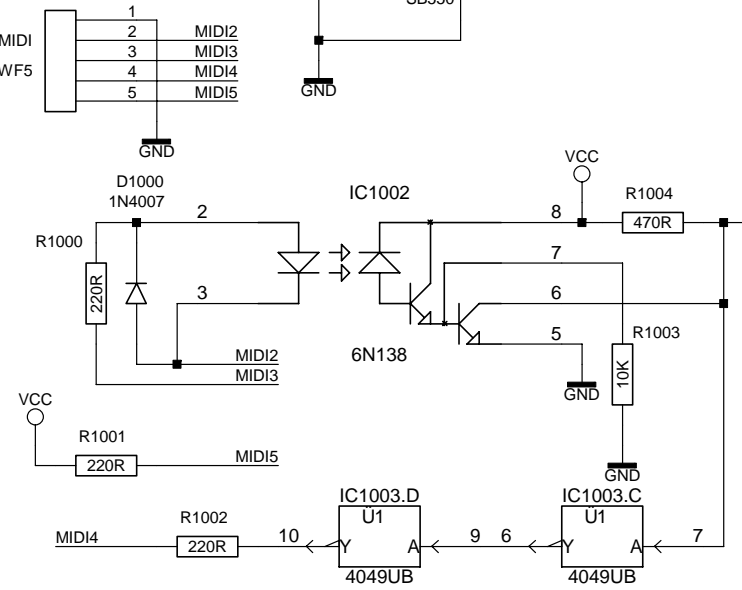 1
MIDI
2
MIDI2
3
MIDI3
WF5
4
MIDI4
5
MIDI5
GND
GND
VCC
D1000
1N4007
IC1002
R1004
2
8
470R
R1000
7
220R
3
6
5
R1003
MIDI2
6N138
MIDI3
10K
GND
VCC
R1001
220R
MIDI5
GND
IC1003.D
IC1003.C
Ü1
Ü1
R1002
MIDI4
220R
10
Y
A
9
6
Y
A
7
4049UB
4049UB